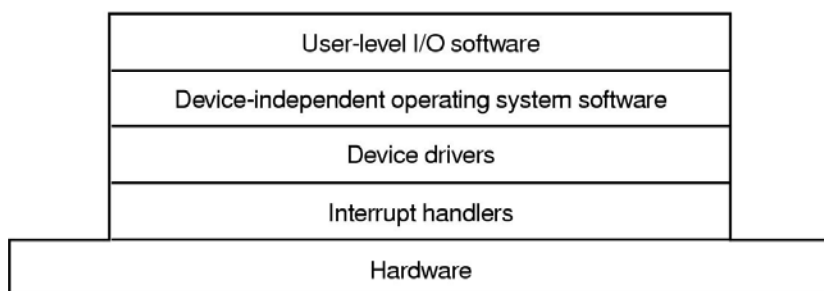 User-level I/O software
Device-independent operating system software
Device drivers
Interrupt handlers
Hardware